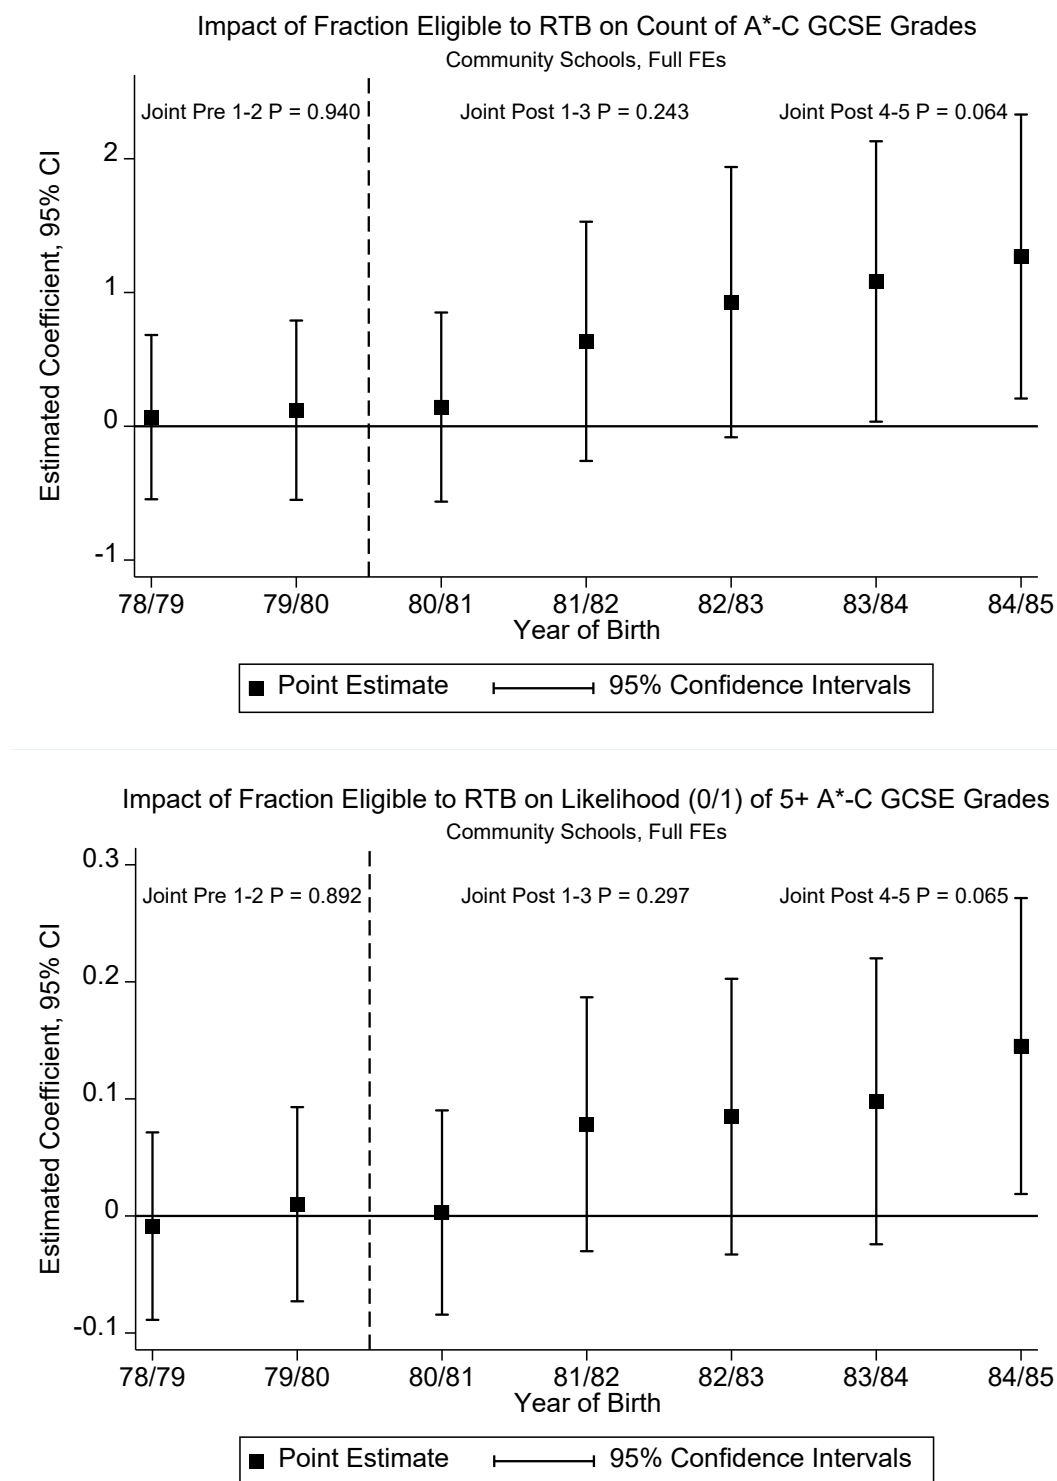 Impact of Fraction Eligible to RTB on Count of A*-C GCSE Grades
Community Schools, Full FEs
Joint Pre 1-2 P = 0.940
Joint Post 1-3 P = 0.243
Joint Post 4-5 P = 0.064
Estimated Coefficient, 95% CI
2
1
0
-1
78/79 79/80 80/81 81/82 82/83 83/84 84/85
Year of Birth
Point Estimate 95% Confidence Intervals
Impact of Fraction Eligible to RTB on Likelihood (0/1) of 5+ A*-C GCSE Grades
Community Schools, Full FEs
Joint Pre 1-2 P = 0.892
Joint Post 1-3 P = 0.297
Joint Post 4-5 P = 0.065
Estimated Coefficient, 95% CI
0.3
0.2
0.1
0
-0.1
78/79 79/80 80/81 81/82 82/83 83/84 84/85
Year of Birth
Point Estimate 95% Confidence Intervals